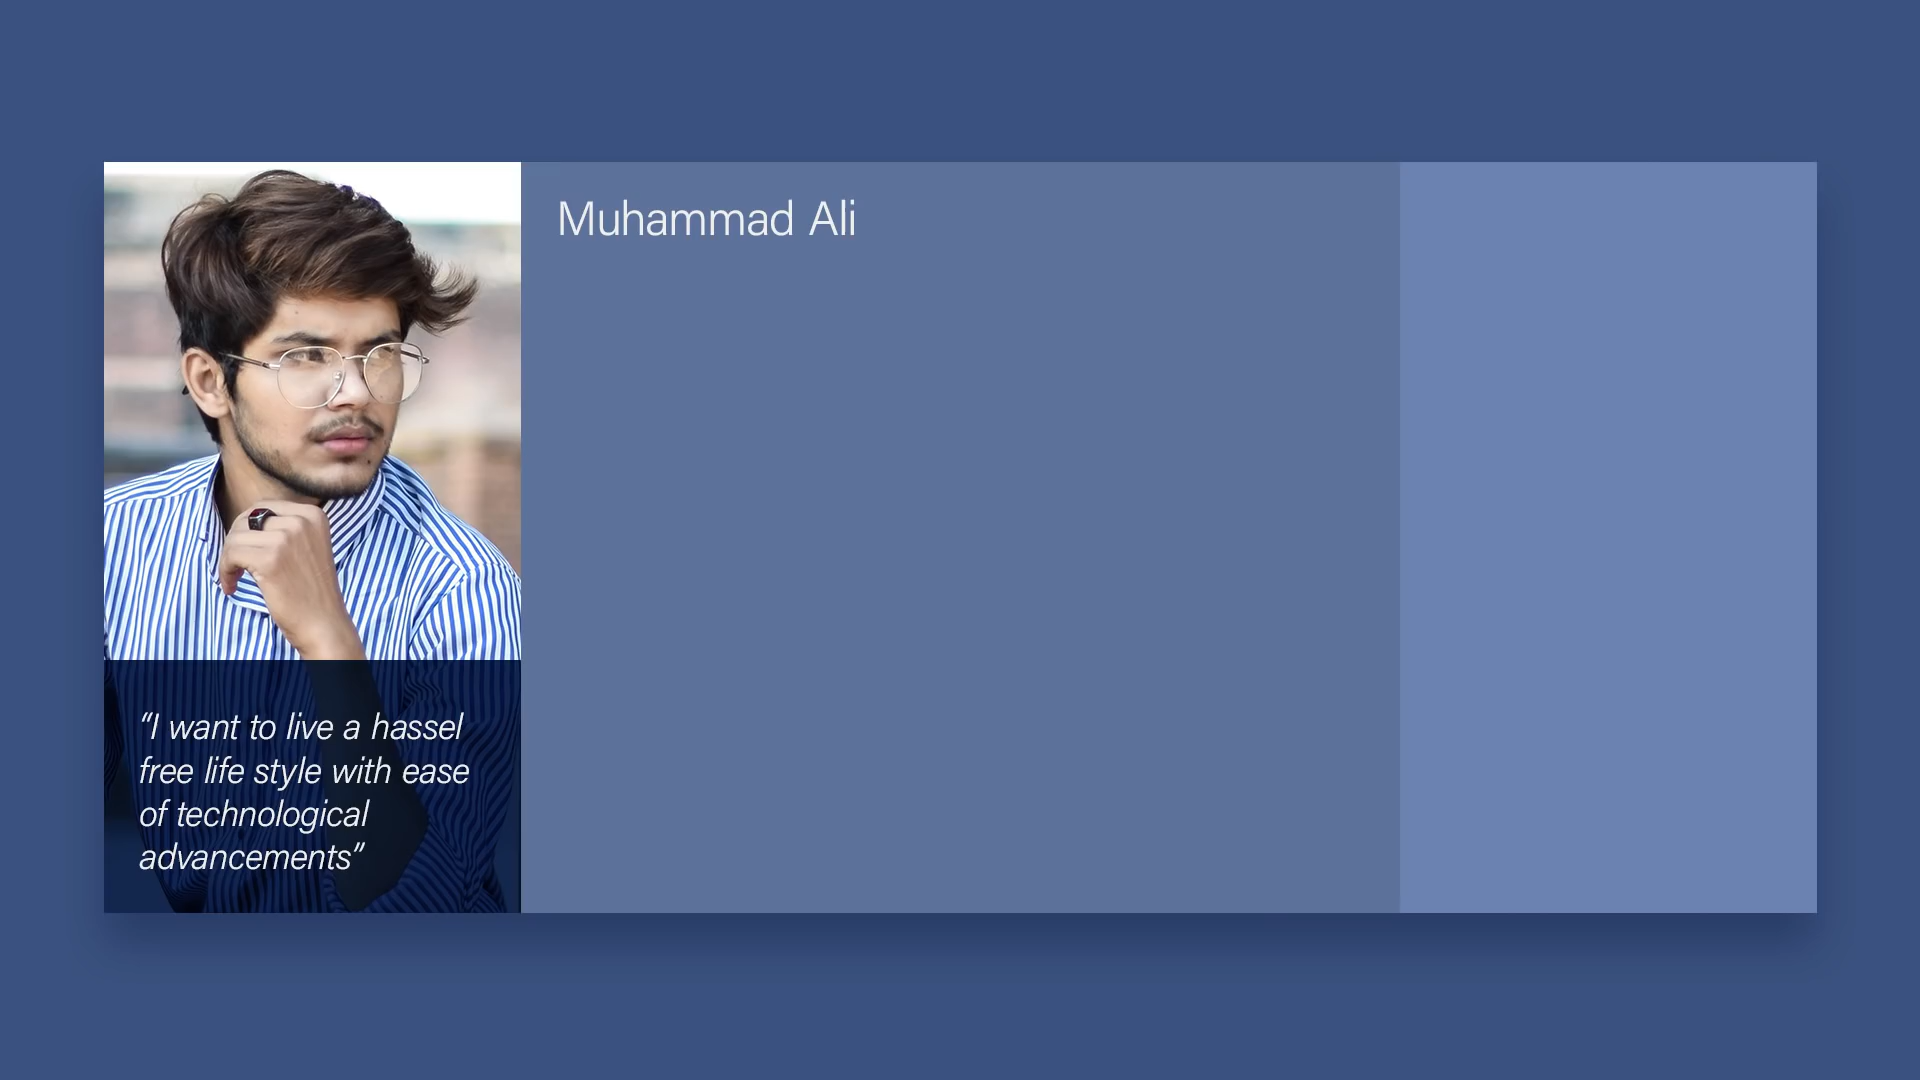 Muhammad Ali
“I want to live a hassel
free life style with ease
of technological
advancements”